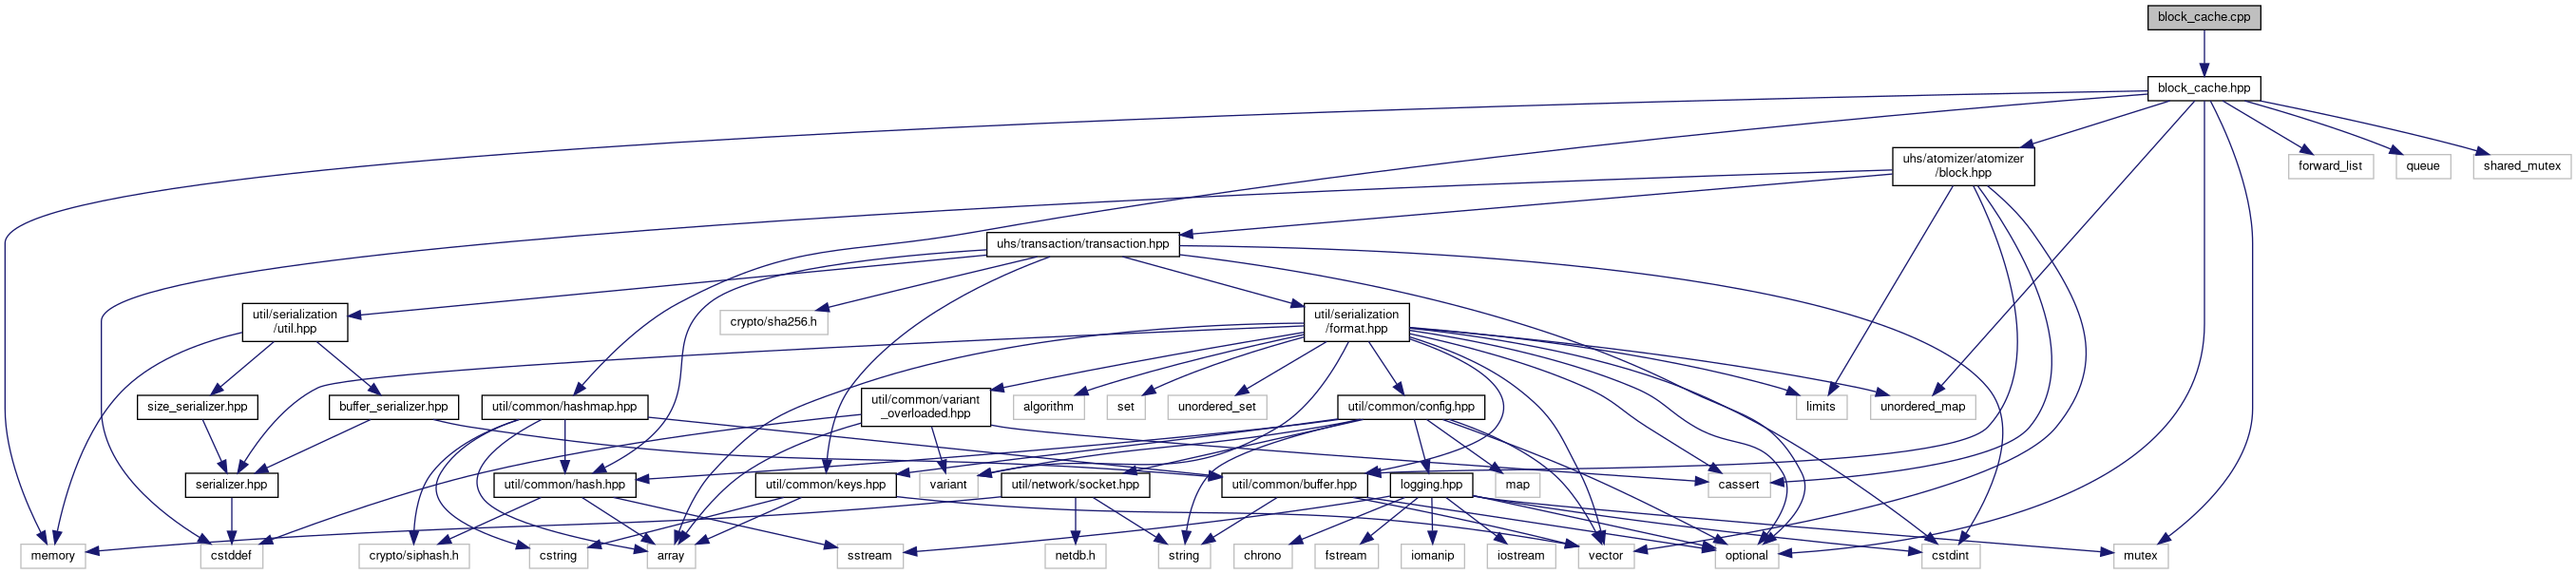 block_cache.cpp
block_cache.hpp
uhs/atomizer/atomizer
/block.hpp
forward_list
queue
shared_mutex
uhs/transaction/transaction.hpp
util/serialization
/util.hpp
crypto/sha256.h
util/serialization
/format.hpp
size_serializer.hpp
buffer_serializer.hpp
util/common/hashmap.hpp
util/common/variant
_overloaded.hpp
algorithm
set
unordered_set
util/common/config.hpp
limits
unordered_map
serializer.hpp
util/common/hash.hpp
util/common/keys.hpp
variant
util/network/socket.hpp
util/common/buffer.hpp
logging.hpp
map
cassert
memory
cstddef
crypto/siphash.h
cstring
array
sstream
netdb.h
string
chrono
fstream
iomanip
iostream
vector
optional
cstdint
mutex